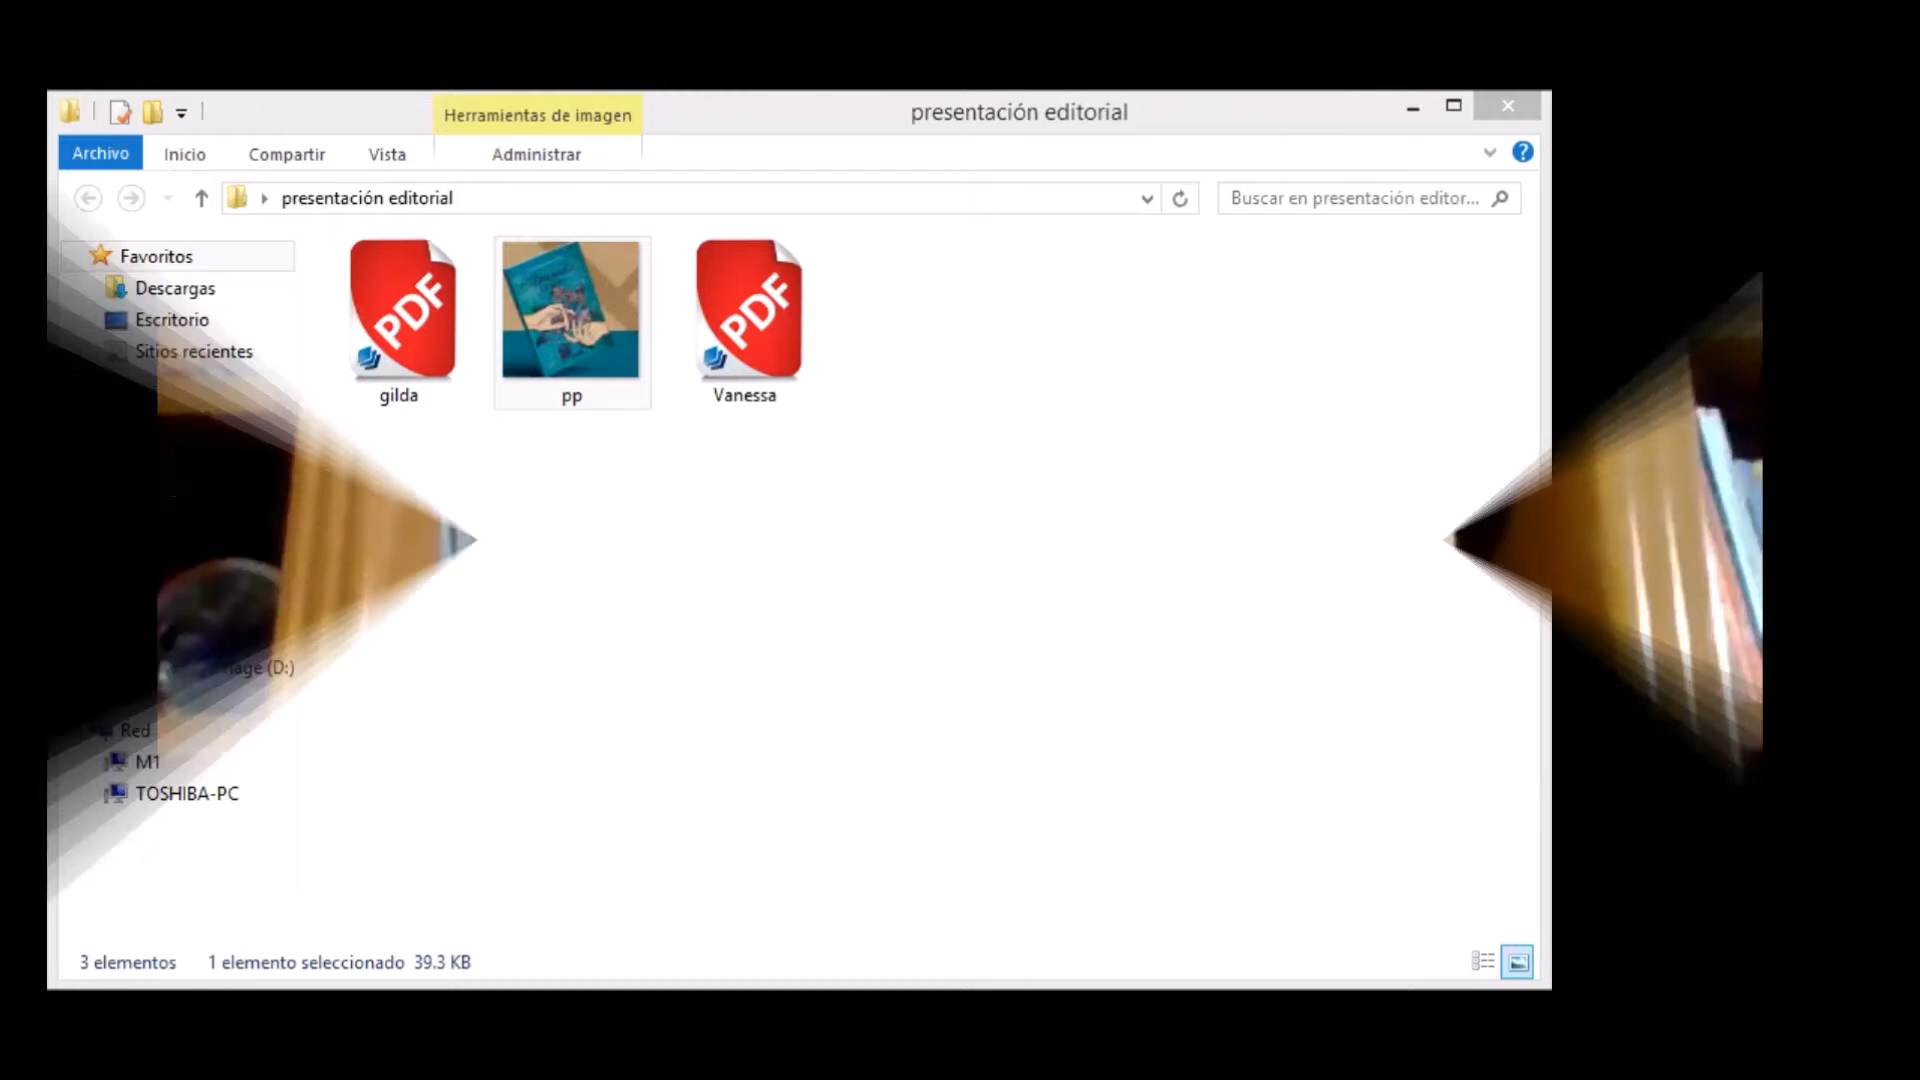 Herramientas de imagen
presentación editorial
Archivo
Inicio
Compartir
Vista
Administrar
presentación editorial
Buscar en presentación editor...
Favoritos
Descargas
Escritorio
Sitios recientes
PDF
PDF
gilda
pp
Vanessa
(D:)
Red
M1
TOSHIBA-PC
3 elementos
1 elemento seleccionado 39.3 KB